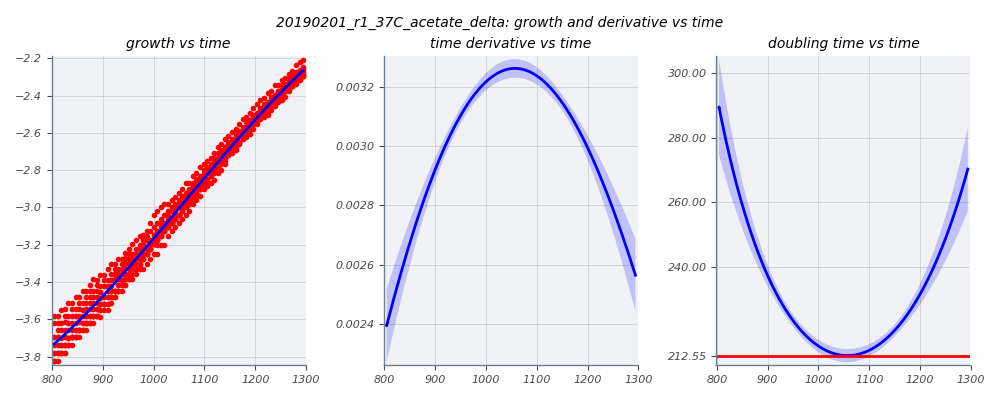 20190201_r1_37C_acetate_delta: growth and derivative vs time
growth vs time
time derivative vs time
doubling time vs time
−2.2
−2.4
−2.6
−2.8
−3.0
−3.2
−3.4
−3.6
−3.8
800 900 1000 1100 1200 1300
0.0032
0.0030
0.0028
0.0026
0.0024
800 900 1000 1100 1200 1300
300.00
280.00
260.00
240.00
212.55
800 900 1000 1100 1200 1300